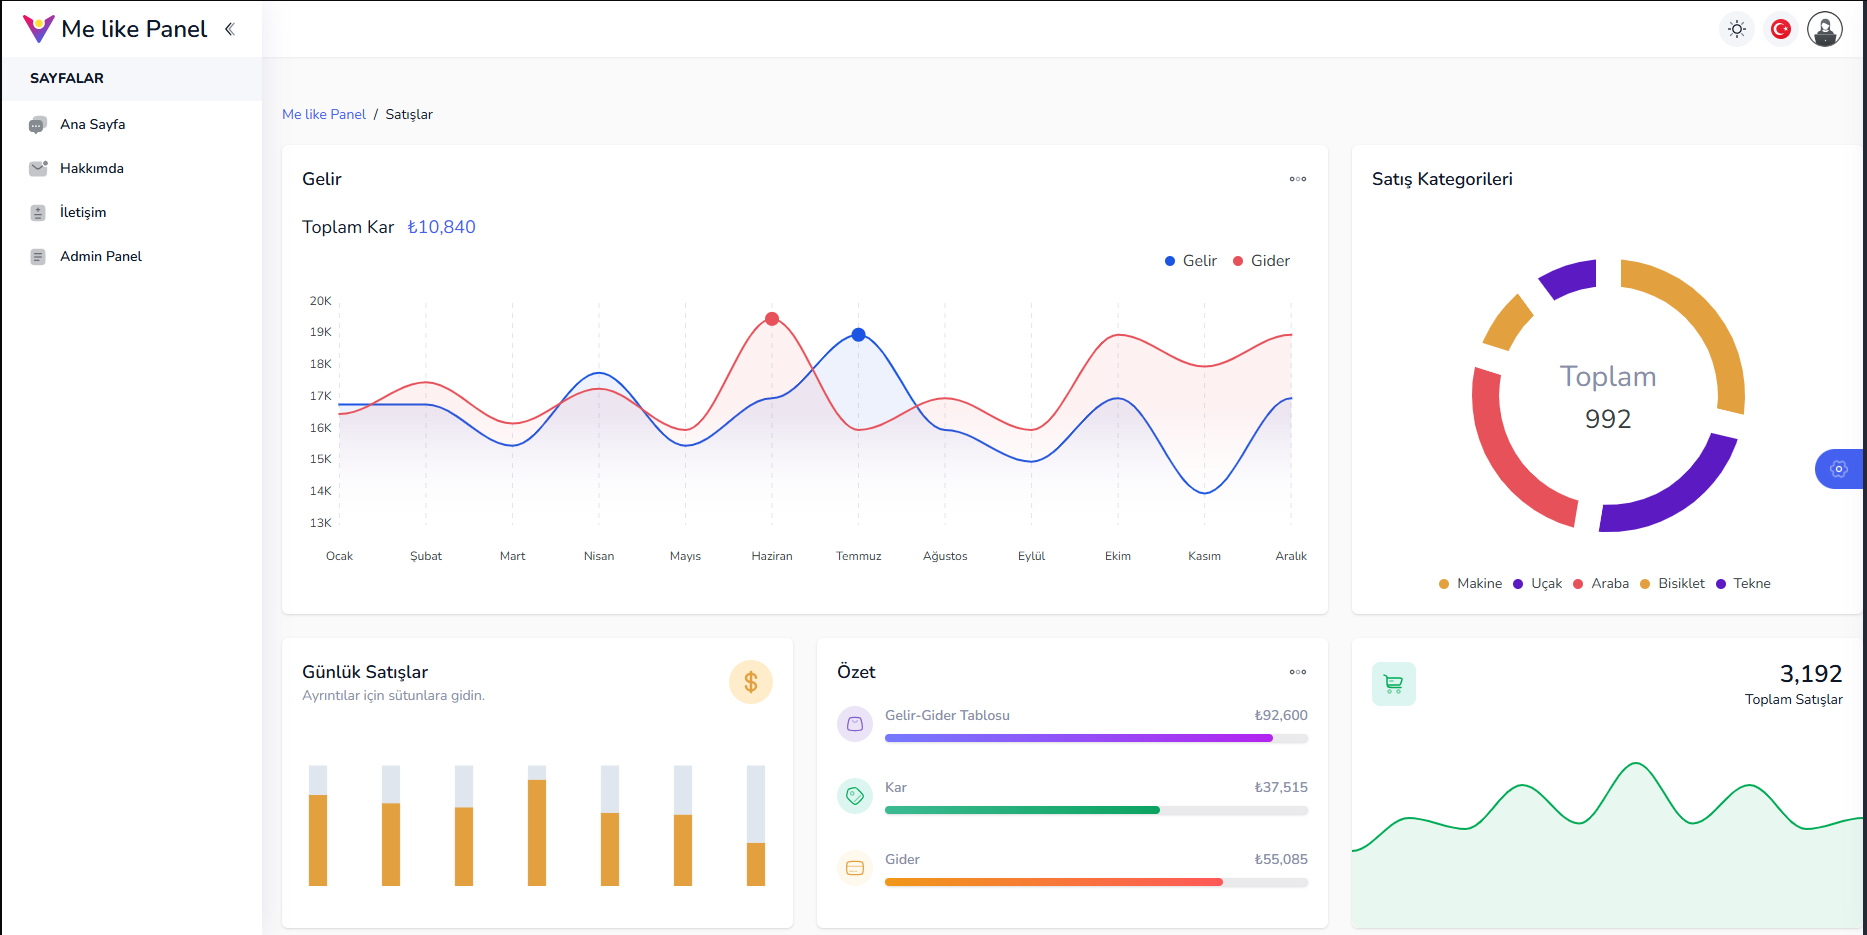 Me like Panel
SAYFALAR
Ana Sayfa
Hakkımda
İletişim
Admin Panel
Me like Panel / Satışlar
Gelir
Toplam Kar ₺10,840
Gelir Gider
20K
19K
18K
17K
16K
15K
14K
13K
Ocak Şubat Mart Nisan Mayıs Haziran Temmuz Ağustos Eylül Ekim Kasım Aralık
Satış Kategorileri
Toplam
992
Makine Uçak Araba Bisiklet Tekne
Günlük Satışlar
Ayrıntılar için sütunlara gidin.
$
Özet
Gelir-Gider Tablosu ₺92,600
Kar ₺37,515
Gider ₺55,085
3,192
Toplam Satışlar